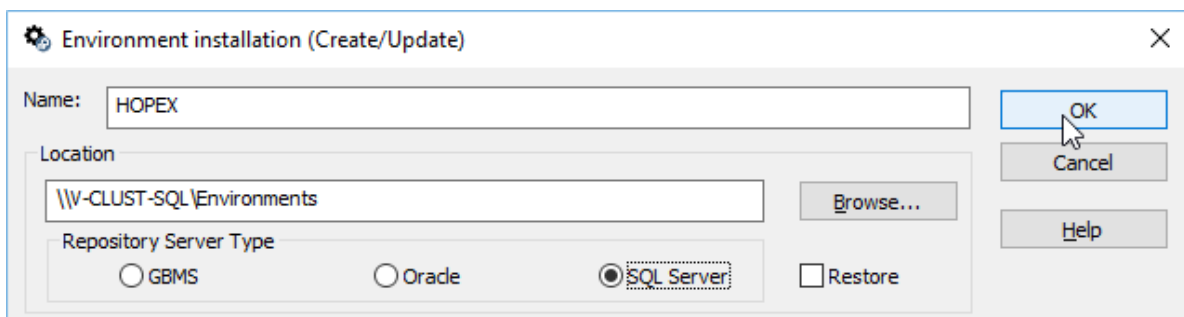 Environment installation (Create/Update)
Name: HOPEX
OK
Location
Cancel
\\V-CLUST-SQL\Environments
Browse...
Help
Repository Server Type
GBMS Oracle SQL Server Restore